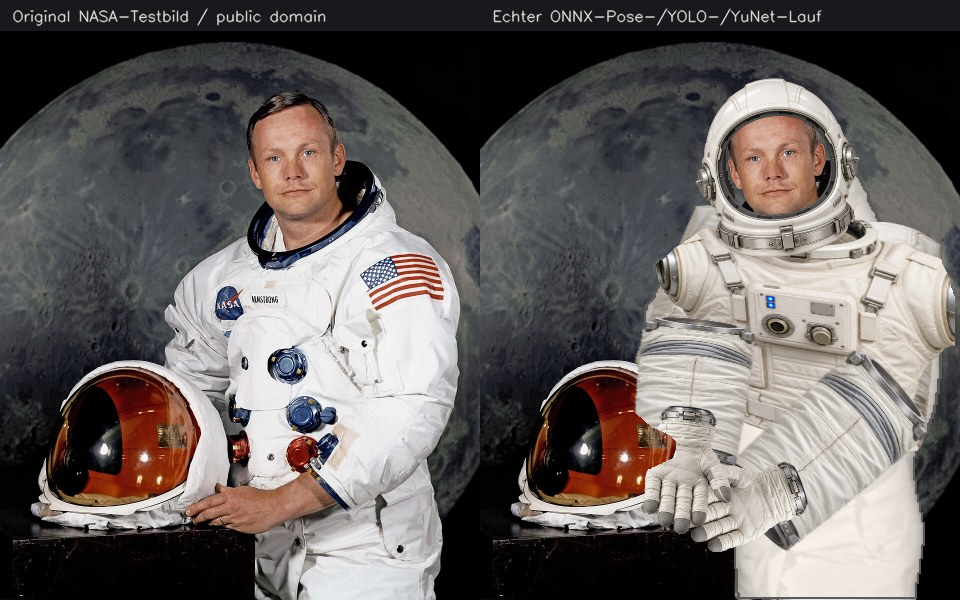 Original NASA-Testbild / public domain
Echter ONNX-Pose-/YOLO-/YuNet-Lauf
NASA
ARMSTRONG